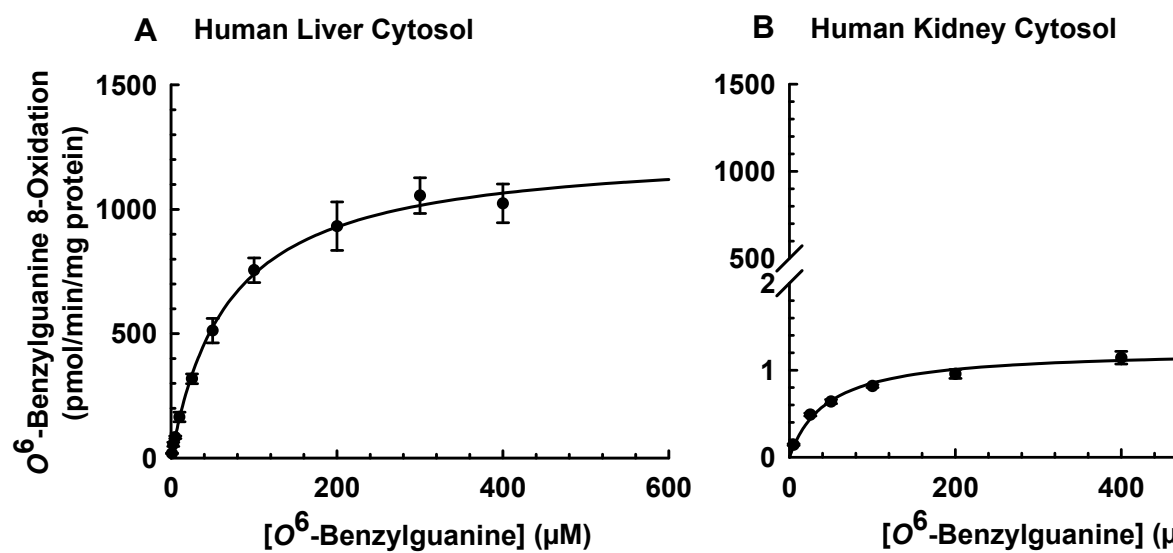 A Human Liver Cytosol
B Human Kidney Cytosol
O⁶-Benzylguanine 8-Oxidation
(pmol/min/mg protein)
1500
1000
500
0
0 200 400 600
[O⁶-Benzylguanine] (µM)
1500
1000
500
2
1
0
0 200 400
[O⁶-Benzylguanine] (µ